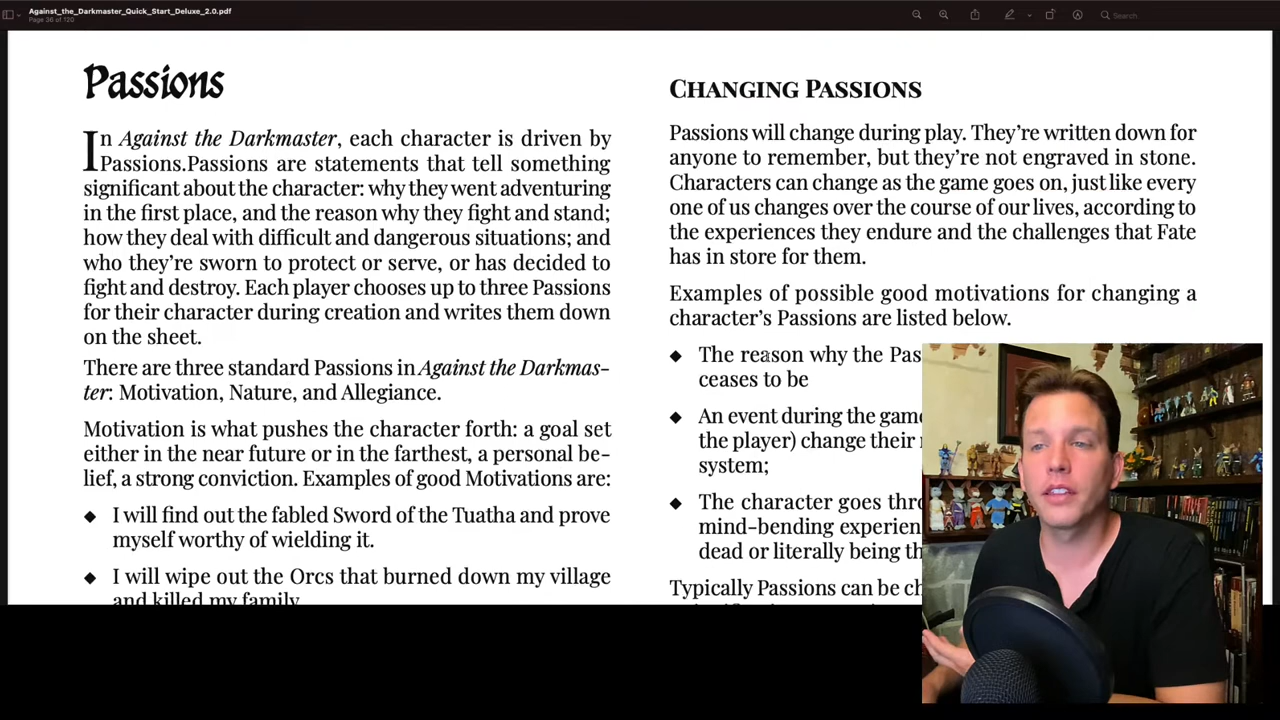 Against_the_Darkmaster_Quick_Start_Deluxe_2.0.pdf
Page 36 of 120
Search
Passions
In Against the Darkmaster, each character is driven by
Passions.Passions are statements that tell something
significant about the character: why they went adventuring
in the first place, and the reason why they fight and stand;
how they deal with difficult and dangerous situations; and
who they're sworn to protect or serve, or has decided to
fight and destroy. Each player chooses up to three Passions
for their character during creation and writes them down
on the sheet.
There are three standard Passions in Against the Darkmas-
ter: Motivation, Nature, and Allegiance.
Motivation is what pushes the character forth: a goal set
either in the near future or in the farthest, a personal be-
lief, a strong conviction. Examples of good Motivations are:
◆ I will find out the fabled Sword of the Tuatha and prove
myself worthy of wielding it.
◆ I will wipe out the Orcs that burned down my village
and killed my family
CHANGING PASSIONS
Passions will change during play. They're written down for
anyone to remember, but they're not engraved in stone.
Characters can change as the game goes on, just like every
one of us changes over the course of our lives, according to
the experiences they endure and the challenges that Fate
has in store for them.
Examples of possible good motivations for changing a
character's Passions are listed below.
◆ The reason why the Pas
ceases to be
◆ An event during the game
the player) change their
system;
◆ The character goes thro
mind-bending experien
dead or literally being th
Typically Passions can be ch